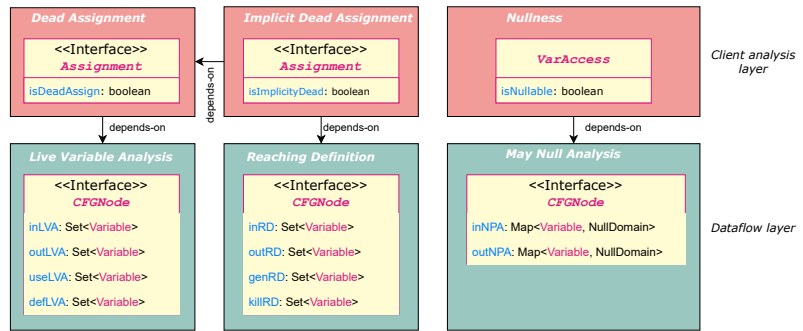 Dead Assignment
<<Interface>>
Assignment
isDeadAssign: boolean
Implicit Dead Assignment
<<Interface>>
Assignment
isImplicityDead: boolean
Nullness
VarAccess
isNullable: boolean
Client analysis
layer
depends-on
depends-on
depends-on
depends-on
Live Variable Analysis
<<Interface>>
CFGNode
inLVA: Set<Variable>
outLVA: Set<Variable>
useLVA: Set<Variable>
defLVA: Set<Variable>
Reaching Definition
<<Interface>>
CFGNode
inRD: Set<Variable>
outRD: Set<Variable>
genRD: Set<Variable>
killRD: Set<Variable>
May Null Analysis
<<Interface>>
CFGNode
inNPA: Map<Variable, NullDomain>
outNPA: Map<Variable, NullDomain>
Dataflow layer